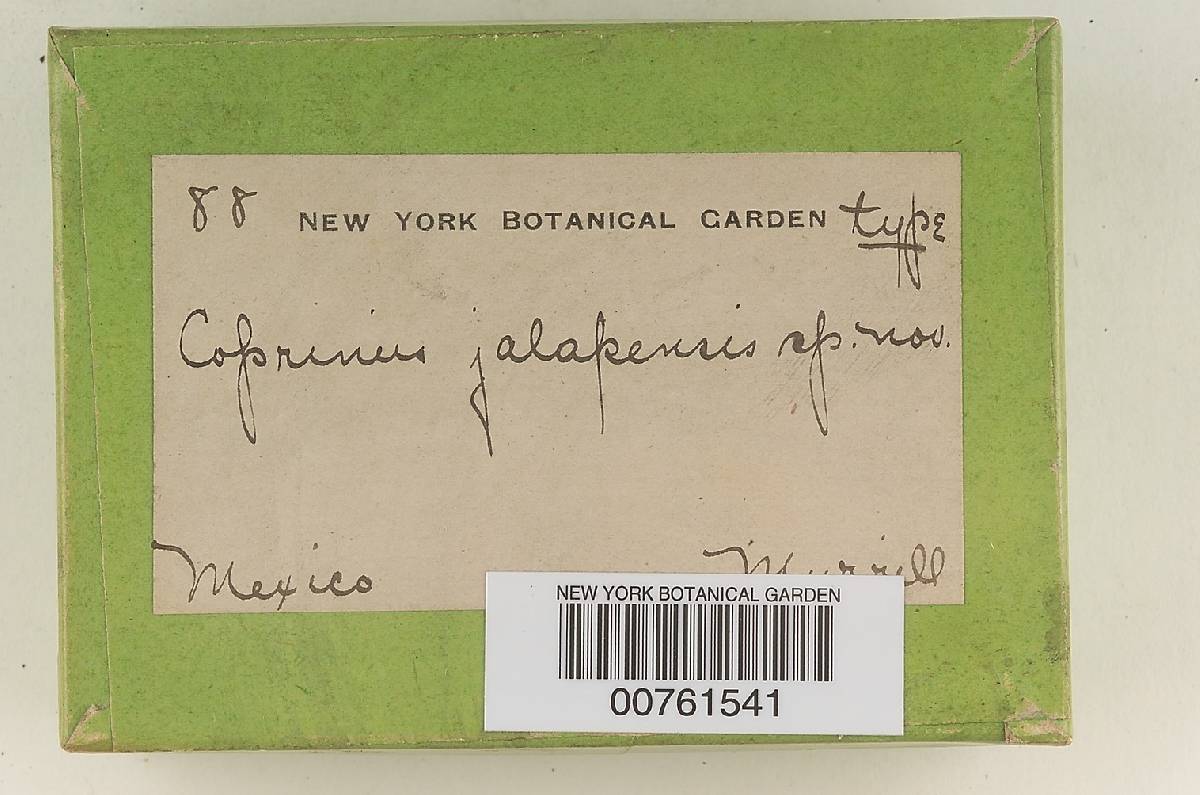 88 NEW YORK BOTANICAL GARDEN type
Coprinus jalapensis sp. nov.
Mexico Murrill
NEW YORK BOTANICAL GARDEN
00761541